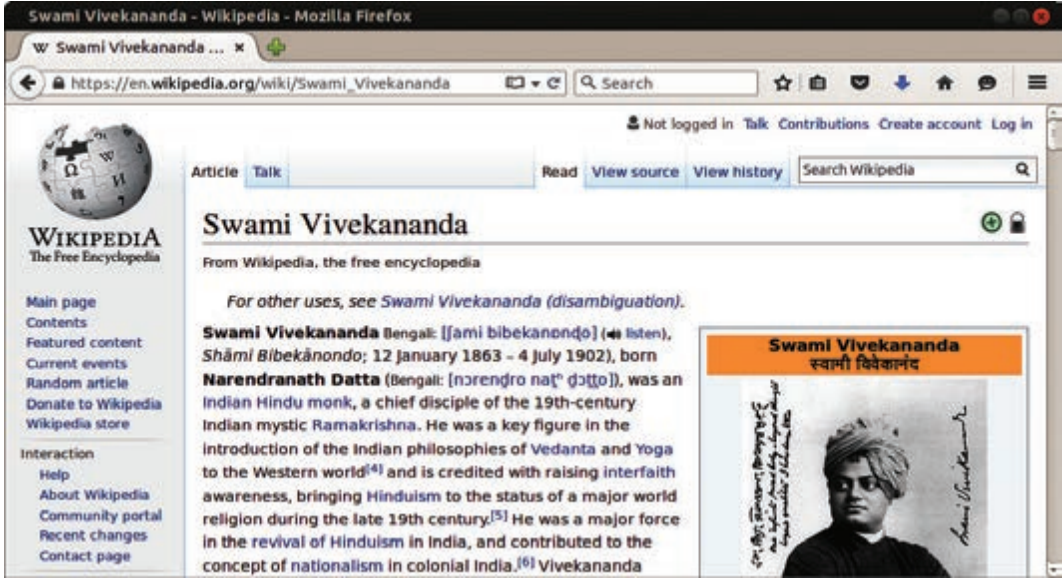 Swami Vivekananda - Wikipedia - Mozilla Firefox
W Swami Vivekananda ... ×
https://en.wikipedia.org/wiki/Swami_Vivekananda
Search
Not logged in Talk Contributions Create account Log in
Article Talk Read View source View history Search Wikipedia
WIKIPEDIA
The Free Encyclopedia
Main page
Contents
Featured content
Current events
Random article
Donate to Wikipedia
Wikipedia store
Interaction
Help
About Wikipedia
Community portal
Recent changes
Contact page
Swami Vivekananda
From Wikipedia, the free encyclopedia
For other uses, see Swami Vivekananda (disambiguation).
Swami Vivekananda Bengali: [ʃami bibekanondo] (listen),
Shāmi Bibekānondo; 12 January 1863 – 4 July 1902), born
Narendranath Datta (Bengali: [nɔrendro natʰ dɔtto]), was an
Indian Hindu monk, a chief disciple of the 19th-century
Indian mystic Ramakrishna. He was a key figure in the
introduction of the Indian philosophies of Vedanta and Yoga
to the Western world[4] and is credited with raising interfaith
awareness, bringing Hinduism to the status of a major world
religion during the late 19th century.[5] He was a major force
in the revival of Hinduism in India, and contributed to the
concept of nationalism in colonial India.[6] Vivekananda
Swami Vivekananda
स्वामी विवेकानंद
Swami Vivekananda